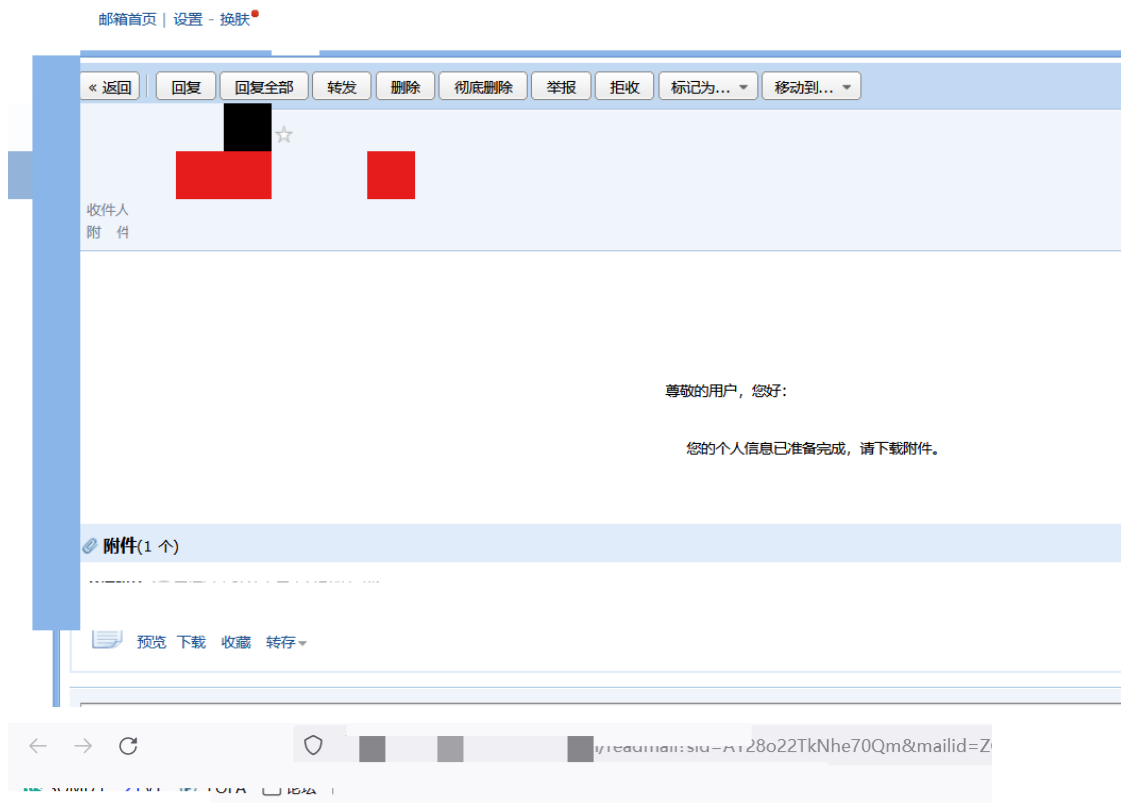 邮箱首页 | 设置 - 换肤
« 返回 回复 回复全部 转发 删除 彻底删除 举报 拒收 标记为... 移动到...
收件人
附 件
尊敬的用户，您好：
您的个人信息已准备完成，请下载附件。
附件(1 个)
预览 下载 收藏 转存
/readmail?sid=AY28o22TkNhe70Qm&mailid=Z
论坛